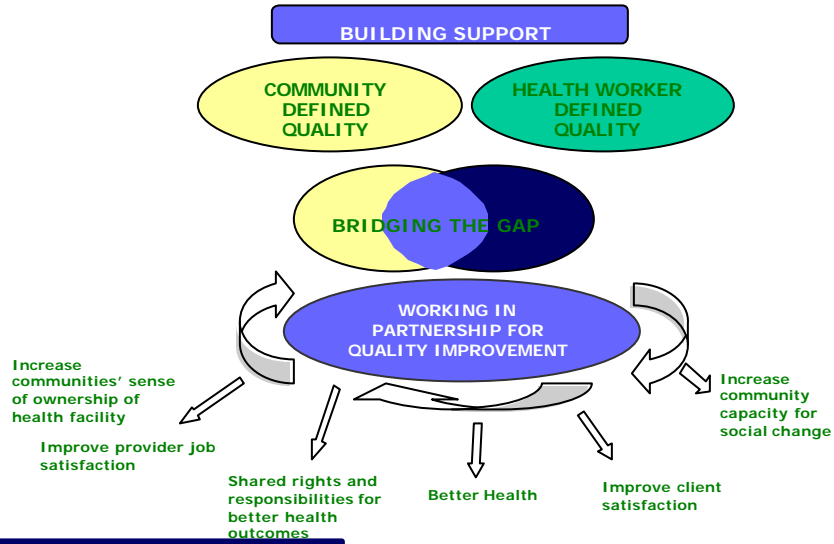 BUILDING SUPPORT
COMMUNITY
DEFINED
QUALITY
HEALTH WORKER
DEFINED
QUALITY
BRIDGING THE GAP
WORKING IN
PARTNERSHIP FOR
QUALITY IMPROVEMENT
Increase
communities' sense
of ownership of
health facility
Improve provider job
satisfaction
Shared rights and
responsibilities for
better health
outcomes
Better Health
Improve client
satisfaction
Increase
community
capacity for
social change